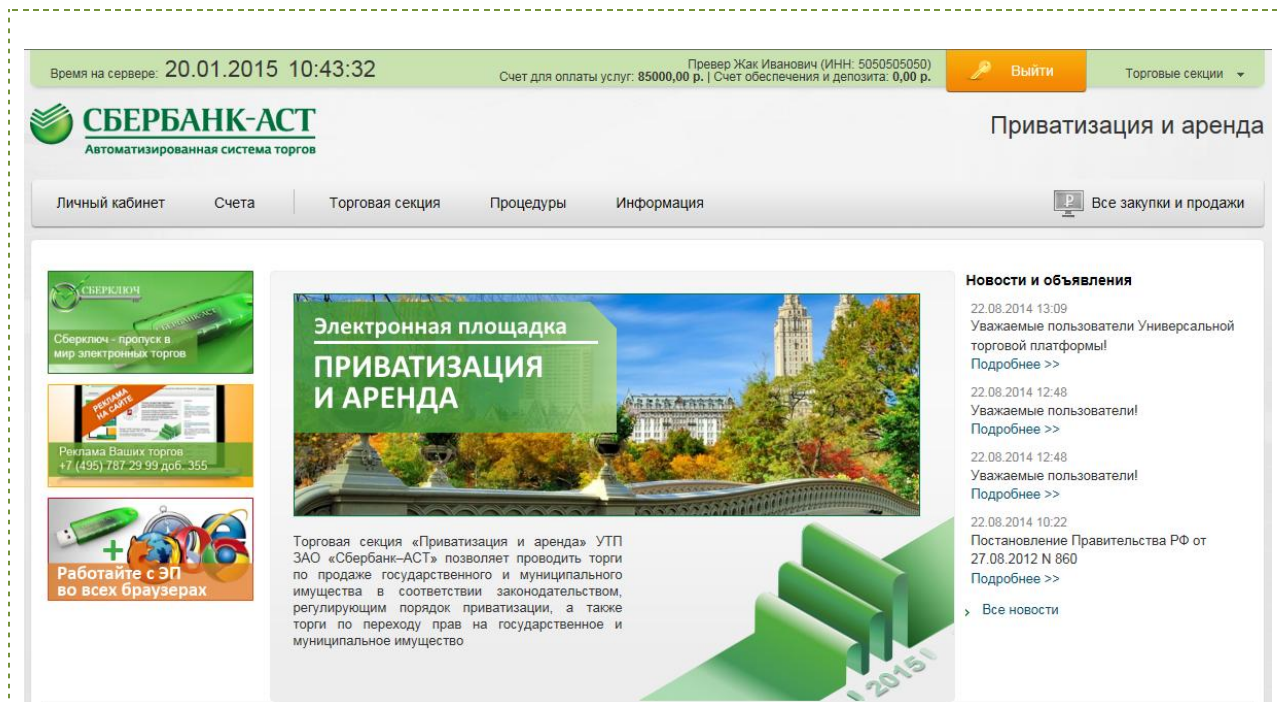 Время на сервере: 20.01.2015 10:43:32
Превер Жак Иванович (ИНН: 5050505050)
Счет для оплаты услуг: 85000,00 р. | Счет обеспечения и депозита: 0,00 р.
Выйти
Торговые секции
СБЕРБАНК-АСТ
Автоматизированная система торгов
Приватизация и аренда
Личный кабинет
Счета
Торговая секция
Процедуры
Информация
Все закупки и продажи
СБЕРКЛЮЧ
СБЕРБАНК-АСТ
Сберключ - пропуск в
мир электронных торгов
РЕКЛАМА
НА САЙТЕ
Реклама Ваших торгов
+7 (495) 787 29 99 доб. 355
Работайте с ЭП
во всех браузерах
Электронная площадка
ПРИВАТИЗАЦИЯ
И АРЕНДА
Торговая секция «Приватизация и аренда» УТП
ЗАО «Сбербанк–АСТ» позволяет проводить торги
по продаже государственного и муниципального
имущества в соответствии законодательством,
регулирующим порядок приватизации, а также
торги по переходу прав на государственное и
муниципальное имущество
2015
Новости и объявления
22.08.2014 13:09
Уважаемые пользователи Универсальной
торговой платформы!
Подробнее >>
22.08.2014 12:48
Уважаемые пользователи!
Подробнее >>
22.08.2014 12:48
Уважаемые пользователи!
Подробнее >>
22.08.2014 10:22
Постановление Правительства РФ от
27.08.2012 N 860
Подробнее >>
Все новости